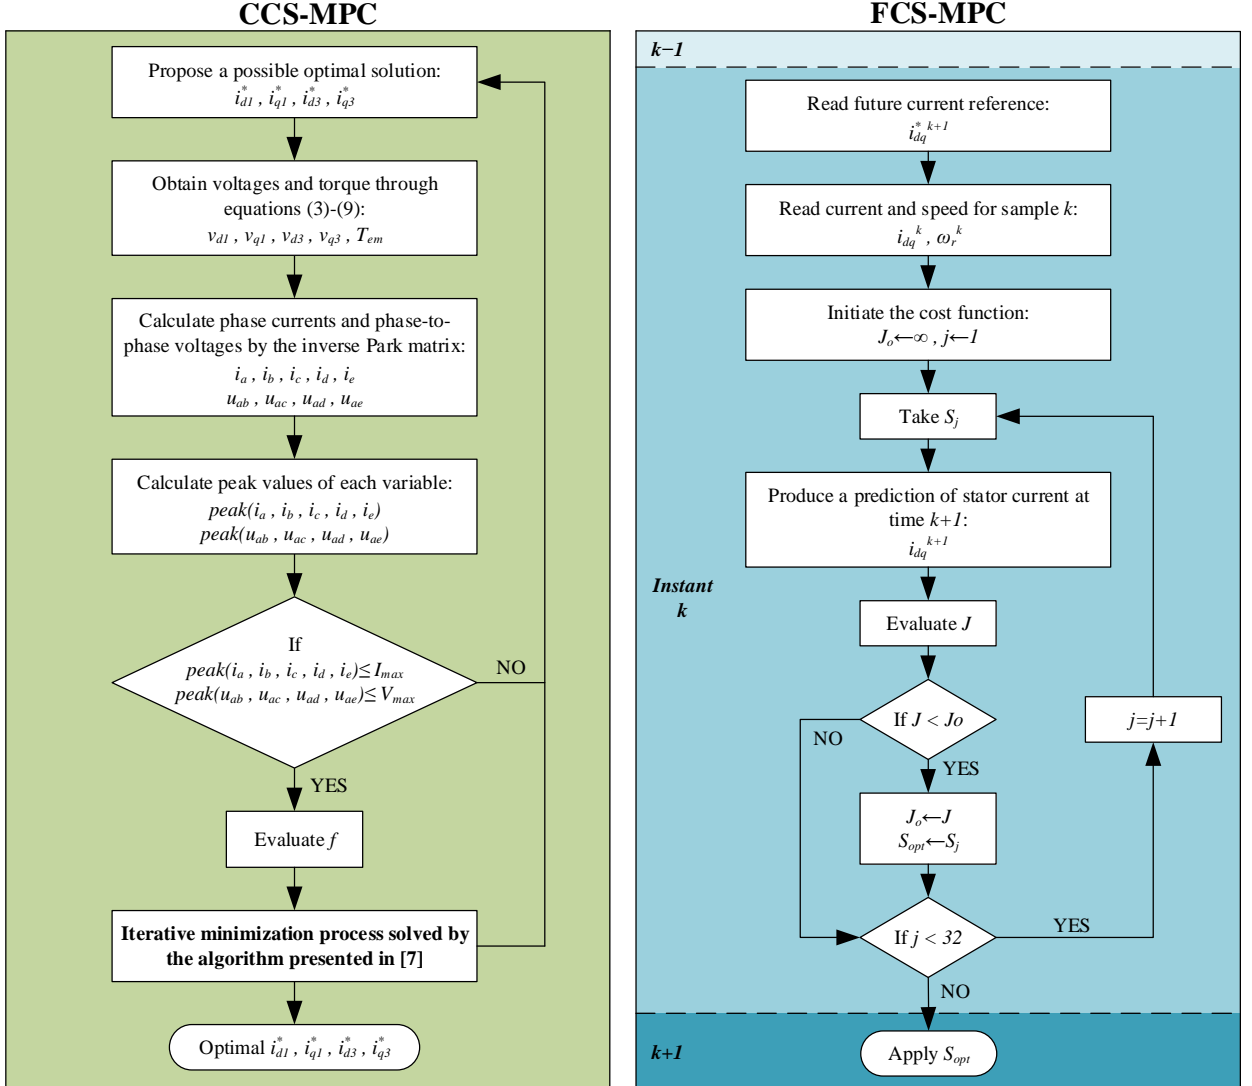 CCS-MPC
Propose a possible optimal solution:
i*d1 , i*q1 , i*d3 , i*q3
Obtain voltages and torque through
equations (3)-(9):
vd1 , vq1 , vd3 , vq3 , Tem
Calculate phase currents and phase-to-
phase voltages by the inverse Park matrix:
ia , ib , ic , id , ie
uab , uac , uad , uae
Calculate peak values of each variable:
peak(ia , ib , ic , id , ie)
peak(uab , uac , uad , uae)
If
peak(ia , ib , ic , id , ie)≤Imax
peak(uab , uac , uad , uae)≤Vmax
NO
YES
Evaluate f
Iterative minimization process solved by
the algorithm presented in [7]
Optimal i*d1 , i*q1 , i*d3 , i*q3
FCS-MPC
k−1
Read future current reference:
i*dq k+1
Read current and speed for sample k:
idq k , ωr k
Initiate the cost function:
Jo←∞ , j←1
Take Sj
Produce a prediction of stator current at
time k+1:
idq k+1
Instant
k
Evaluate J
If J < Jo
NO
YES
j=j+1
Jo←J
Sopt←Sj
If j < 32
YES
NO
k+1
Apply Sopt